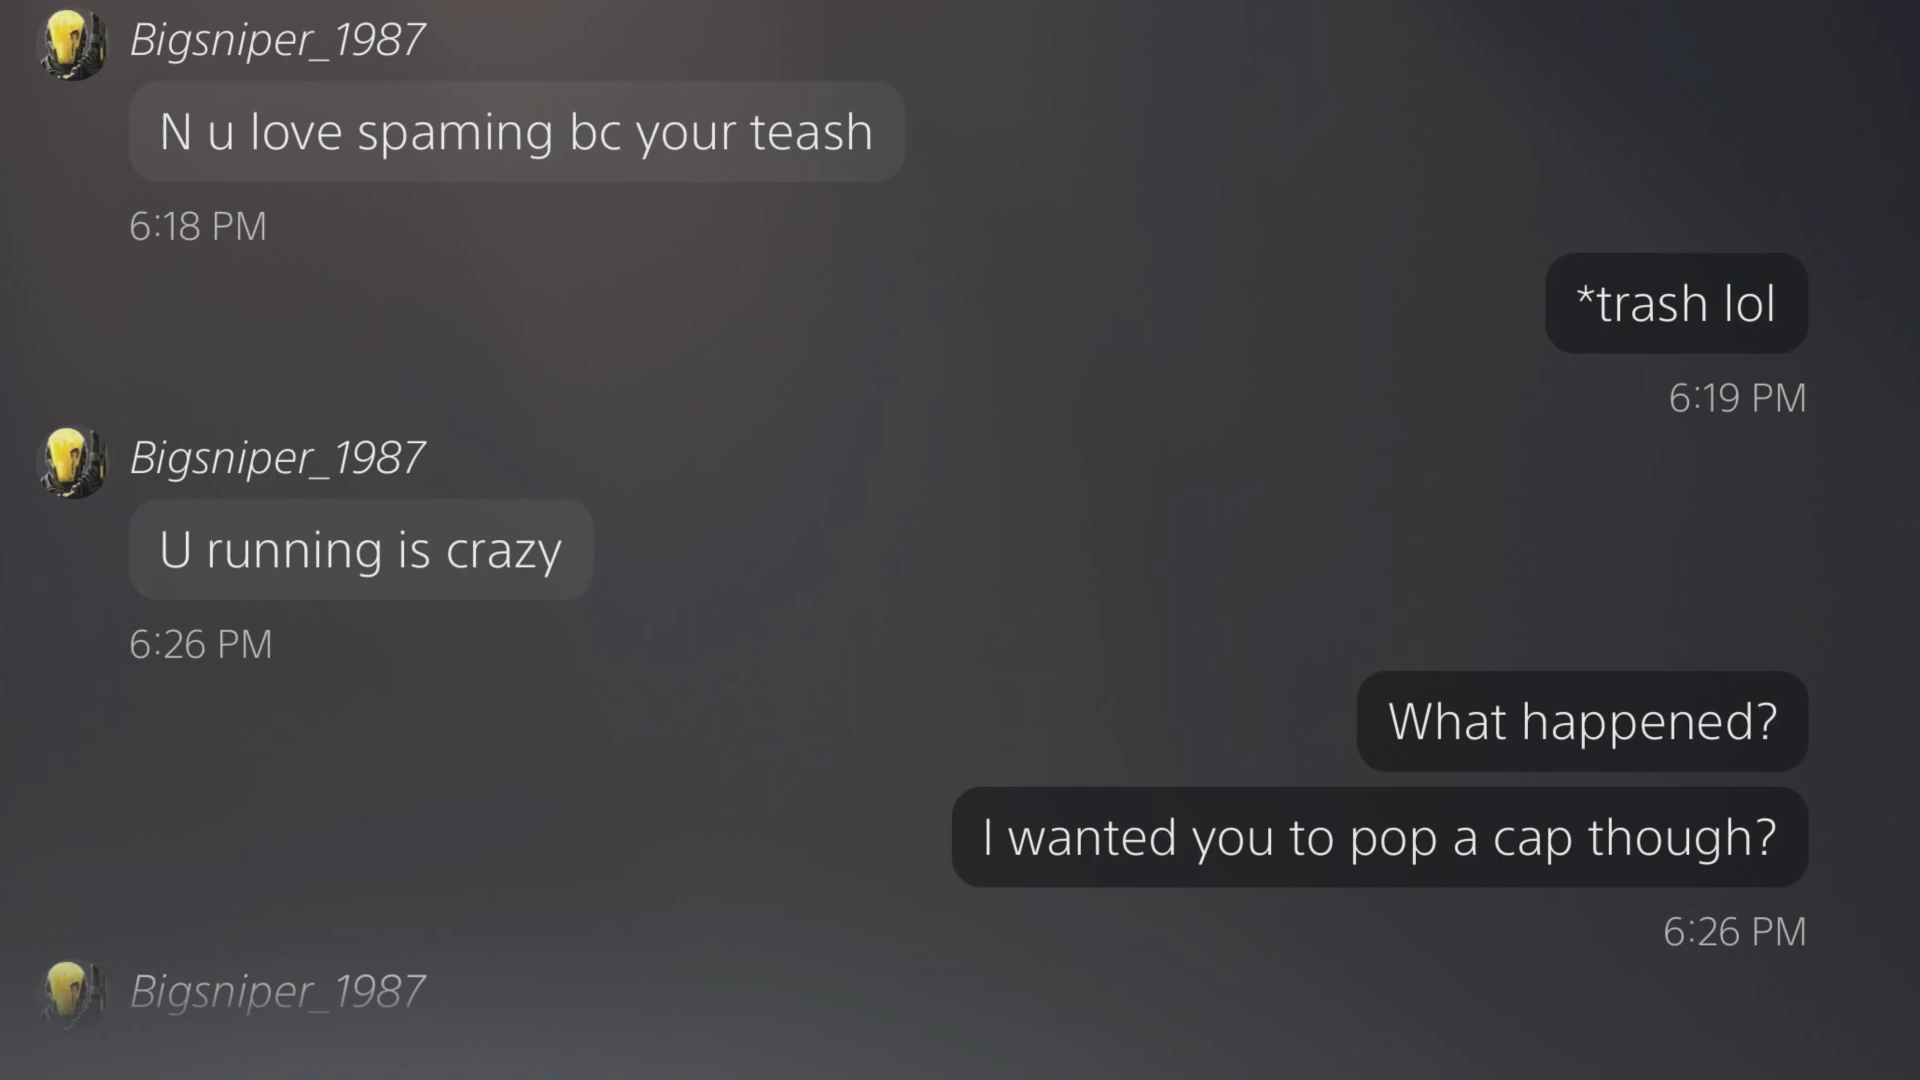 Bigsniper_1987
N u love spaming bc your teash
6:18 PM
*trash lol
6:19 PM
Bigsniper_1987
U running is crazy
6:26 PM
What happened?
I wanted you to pop a cap though?
6:26 PM
Bigsniper_1987